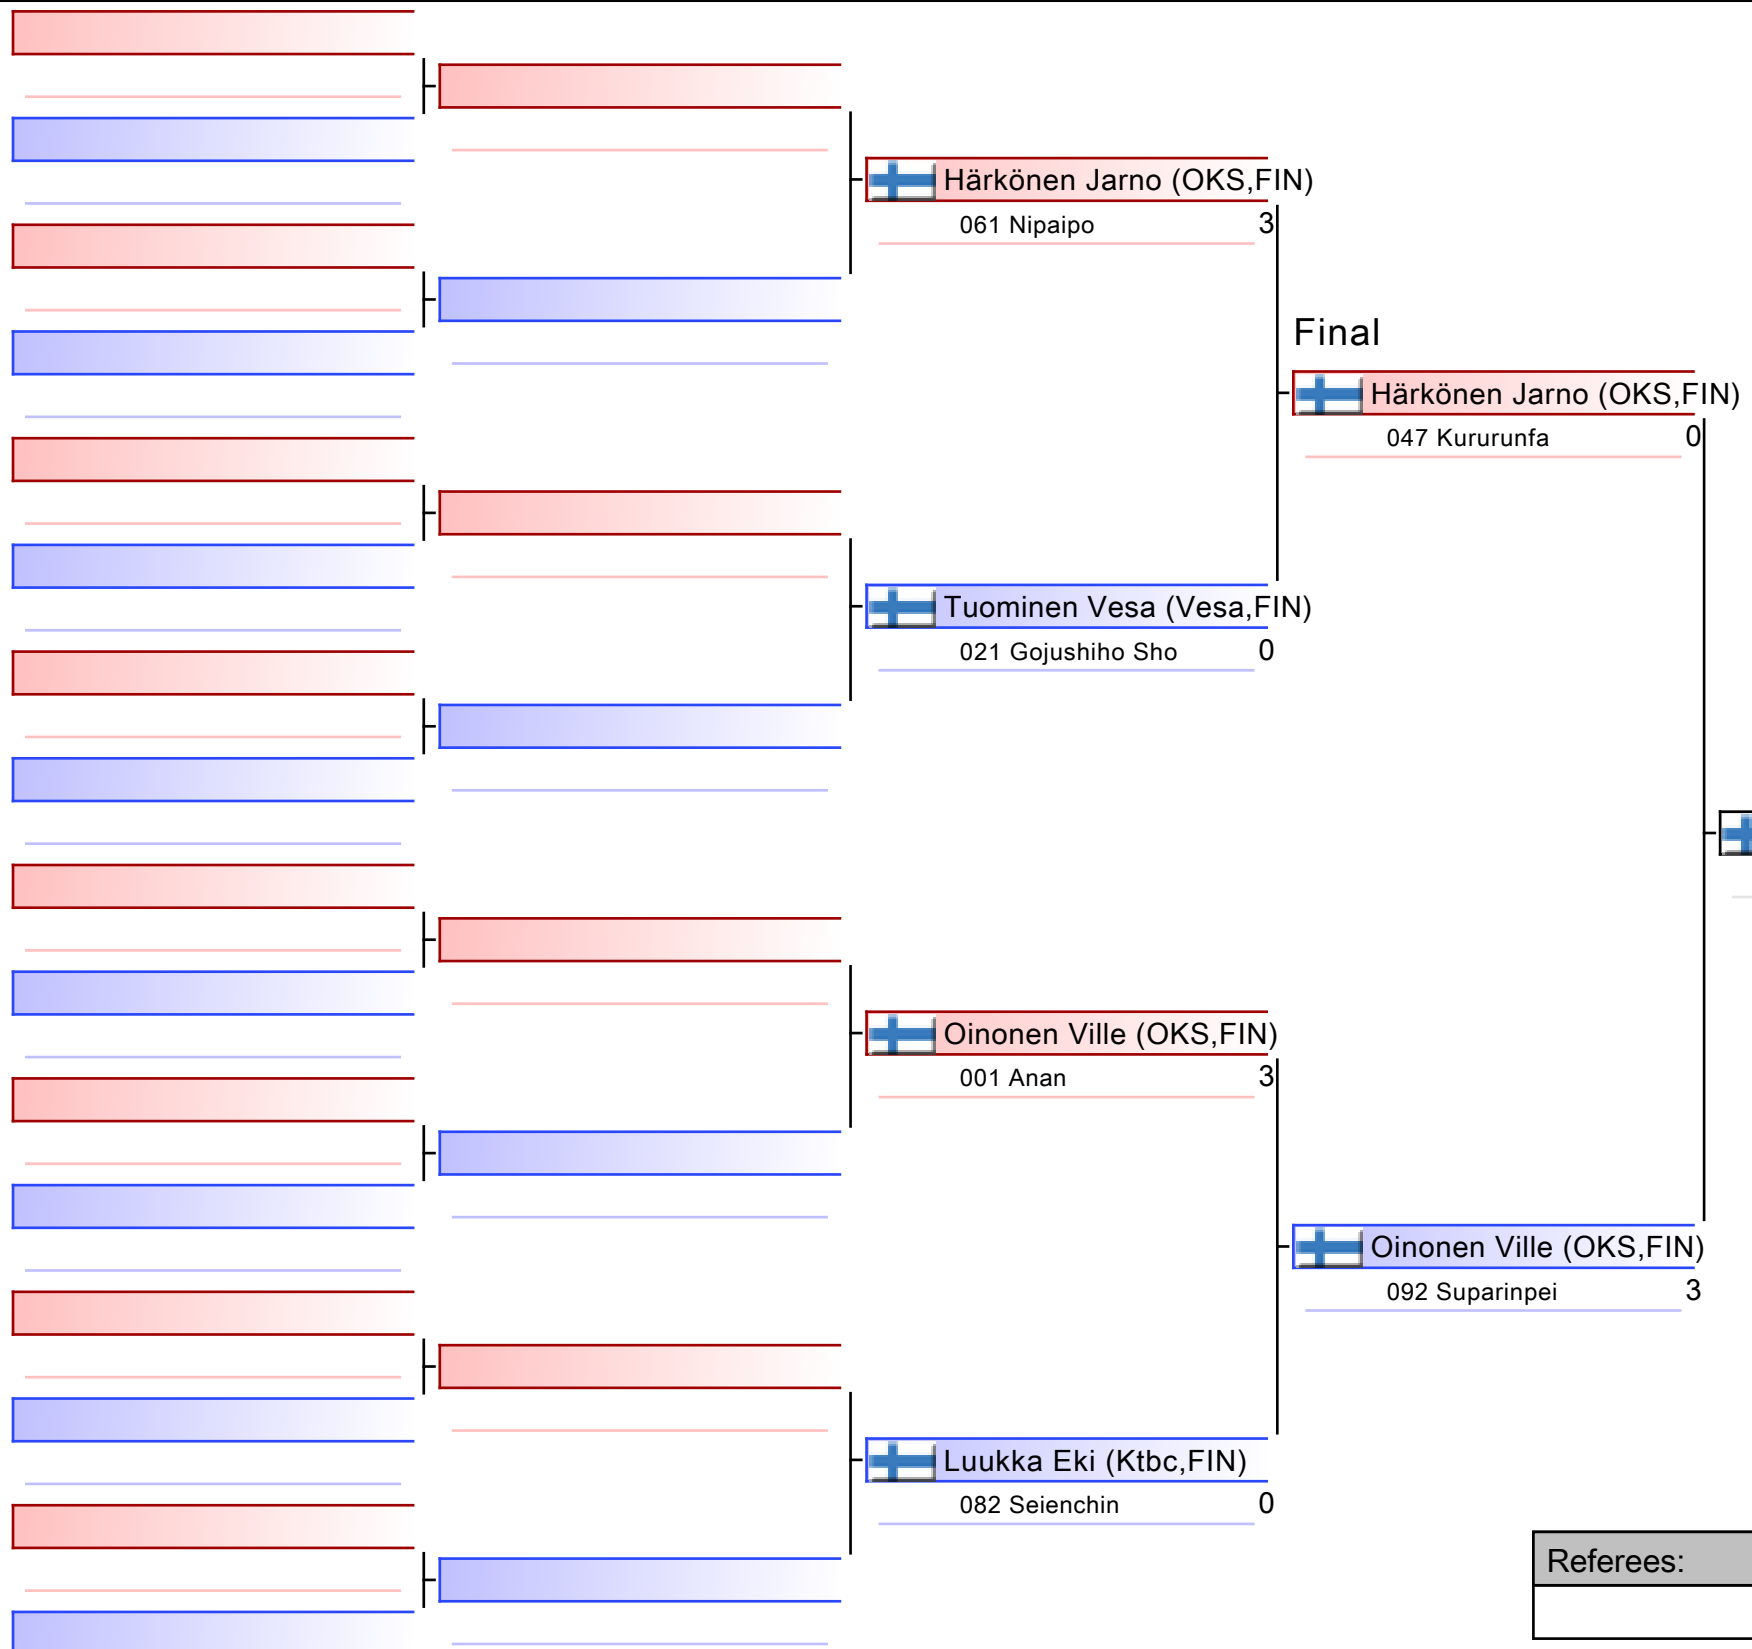 Härkönen Jarno (OKS,FIN)
061 Nipaipo 3
Final
Härkönen Jarno (OKS,FIN)
047 Kururunfa 0
Tuominen Vesa (Vesa,FIN)
021 Gojushiho Sho 0
Oinonen Ville (OKS,FIN)
001 Anan 3
Oinonen Ville (OKS,FIN)
092 Suparinpei 3
Luukka Eki (Ktbc,FIN)
082 Seienchin 0
Referees: